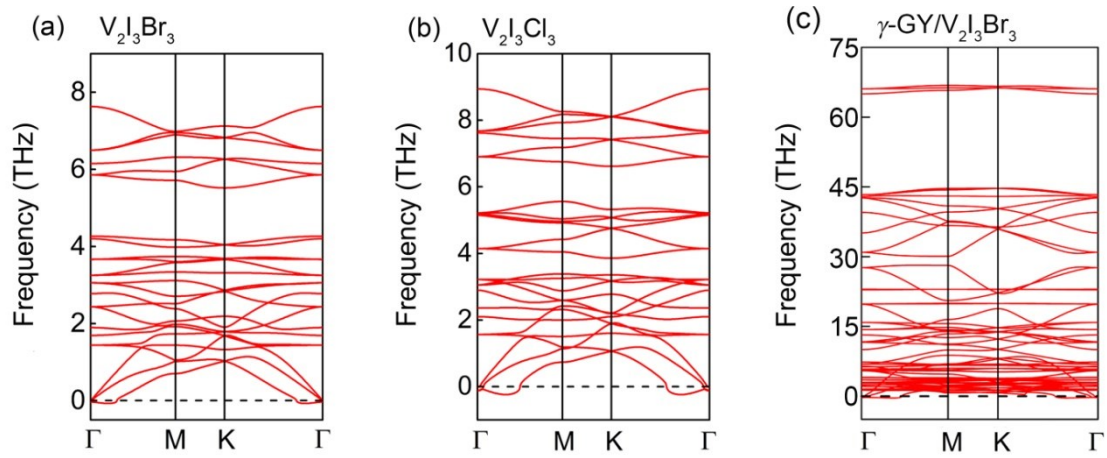 (a) V₂I₃Br₃
Frequency (THz)
8
6
4
2
0
Γ M K Γ
(b) V₂I₃Cl₃
Frequency (THz)
10
8
6
4
2
0
Γ M K Γ
(c) γ-GY/V₂I₃Br₃
Frequency (THz)
75
60
45
30
15
0
Γ M K Γ